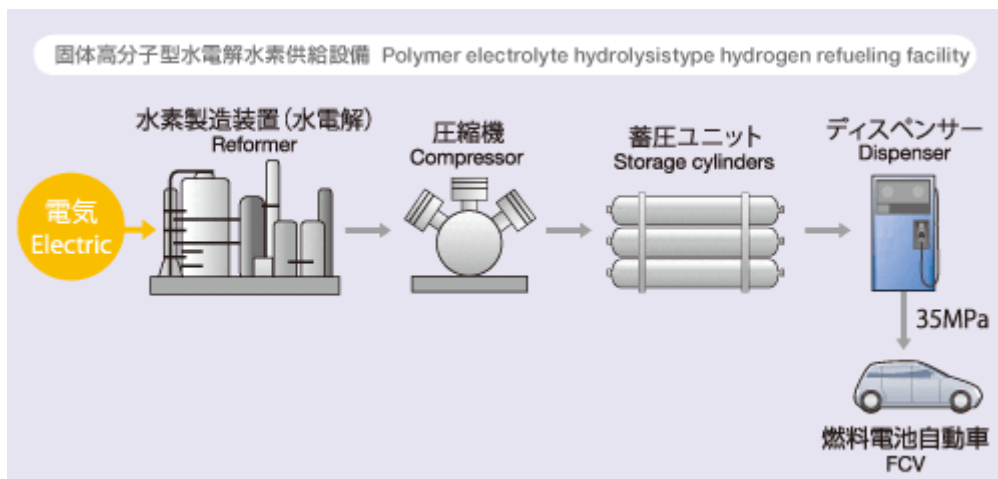 固体高分子型水電解水素供給設備 Polymer electrolyte hydrolysistype hydrogen refueling facility
水素製造装置（水電解）
Reformer
圧縮機
Compressor
蓄圧ユニット
Storage cylinders
ディスペンサー
Dispenser
電気
Electric
35MPa
燃料電池自動車
FCV